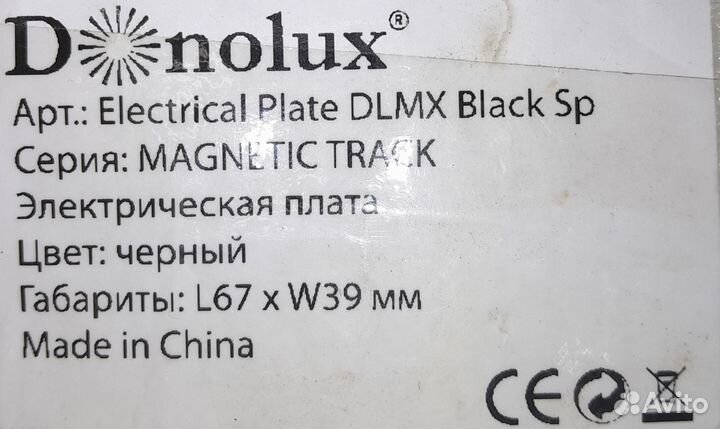 Donolux®
Арт.: Electrical Plate DLMX Black Sp
Серия: MAGNETIC TRACK
Электрическая плата
Цвет: черный
Габариты: L67 x W39 мм
Made in China
CE
Avito